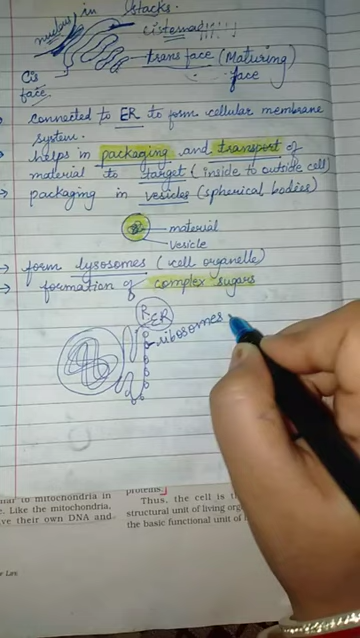 in stacks.
nucleus
cisternae
trans face (Maturing)
face
Cis
face
connected to ER to form cellular membrane
system.
→ helps in packaging and transport of
material to target (inside to outside cell)
→ packaging in vesicles (spherical bodies)
material
vesicle
→ form lysosomes (cell organelle)
→ formation of complex sugars
RER
ribosomes
to mitochondria in
. Like the mitochondria,
ve their own DNA and
proteins.
Thus, the cell is t
structural unit of living org
the basic functional unit of